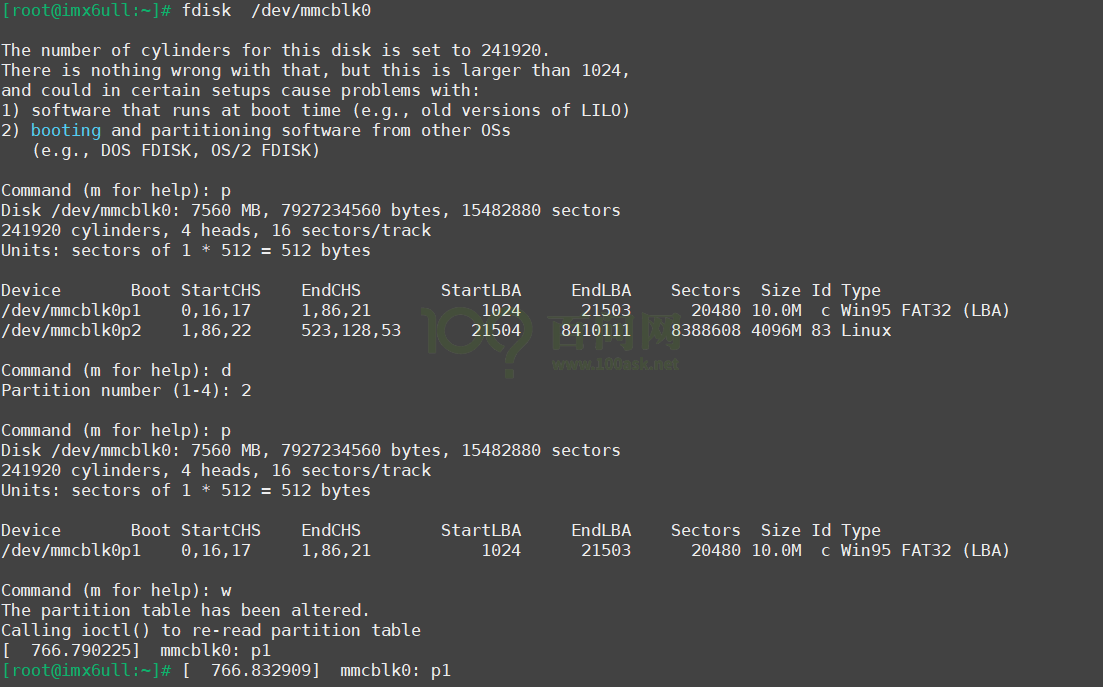 [root@imx6ull:~]# fdisk  /dev/mmcblk0
The number of cylinders for this disk is set to 241920.
There is nothing wrong with that, but this is larger than 1024,
and could in certain setups cause problems with:
1) software that runs at boot time (e.g., old versions of LILO)
2) booting and partitioning software from other OSs
   (e.g., DOS FDISK, OS/2 FDISK)
Command (m for help): p
Disk /dev/mmcblk0: 7560 MB, 7927234560 bytes, 15482880 sectors
241920 cylinders, 4 heads, 16 sectors/track
Units: sectors of 1 * 512 = 512 bytes
Device       Boot StartCHS    EndCHS        StartLBA     EndLBA    Sectors  Size Id Type
/dev/mmcblk0p1    0,16,17     1,86,21           1024      21503      20480 10.0M  c Win95 FAT32 (LBA)
/dev/mmcblk0p2    1,86,22     523,128,53       21504    8410111    8388608 4096M 83 Linux
100? 百问网
www.100ask.net
Command (m for help): d
Partition number (1-4): 2
Command (m for help): p
Disk /dev/mmcblk0: 7560 MB, 7927234560 bytes, 15482880 sectors
241920 cylinders, 4 heads, 16 sectors/track
Units: sectors of 1 * 512 = 512 bytes
Device       Boot StartCHS    EndCHS        StartLBA     EndLBA    Sectors  Size Id Type
/dev/mmcblk0p1    0,16,17     1,86,21           1024      21503      20480 10.0M  c Win95 FAT32 (LBA)
Command (m for help): w
The partition table has been altered.
Calling ioctl() to re-read partition table
[  766.790225]  mmcblk0: p1
[root@imx6ull:~]# [  766.832909]  mmcblk0: p1